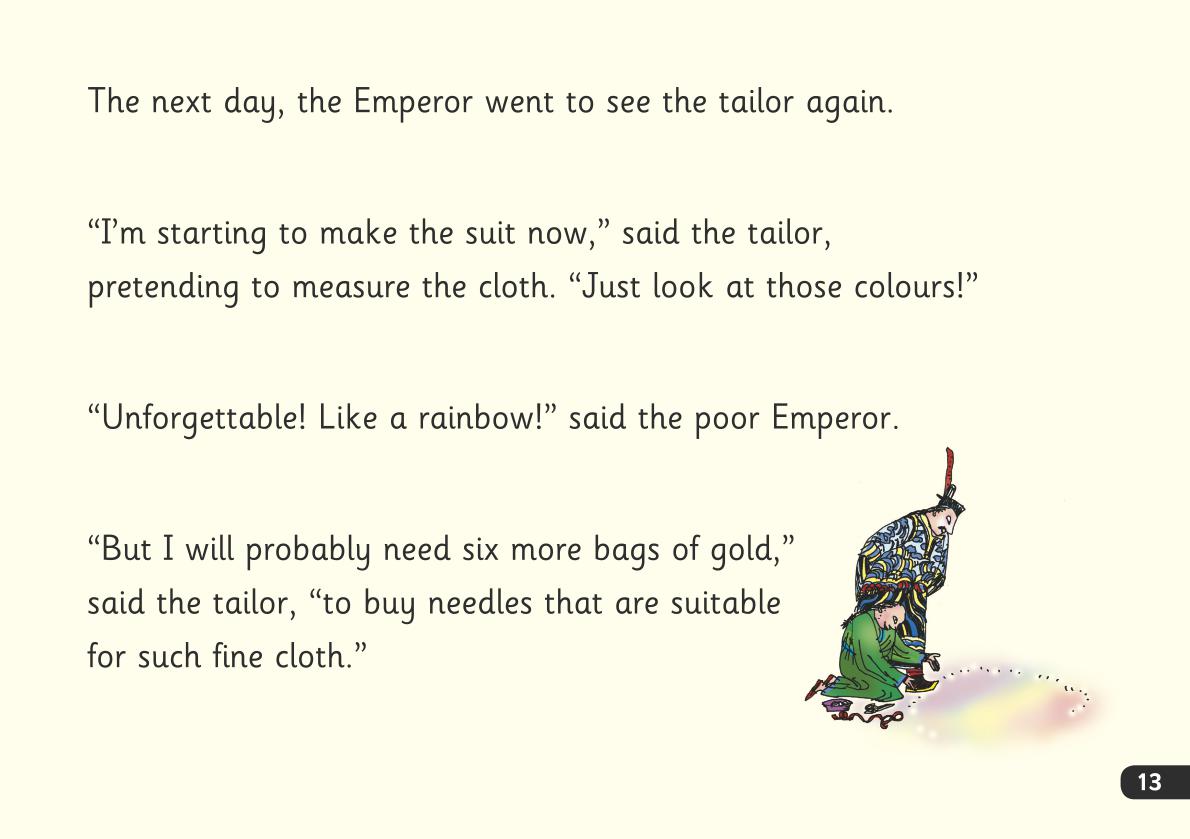 The next day, the Emperor went to see the tailor again.
“I’m starting to make the suit now,” said the tailor,
pretending to measure the cloth. “Just look at those colours!”
“Unforgettable! Like a rainbow!” said the poor Emperor.
“But I will probably need six more bags of gold,”
said the tailor, “to buy needles that are suitable
for such fine cloth.”
13